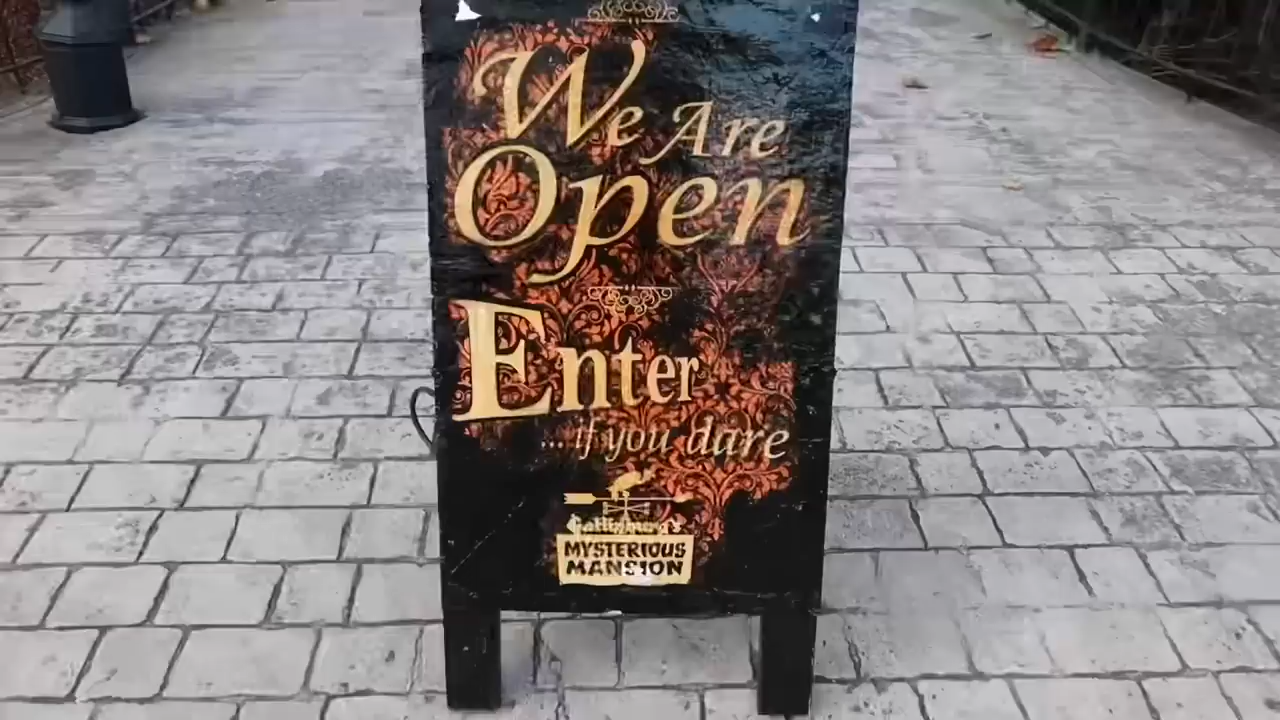 We Are
Open
Enter
...if you dare
Gatlinburg's
MYSTERIOUS
MANSION